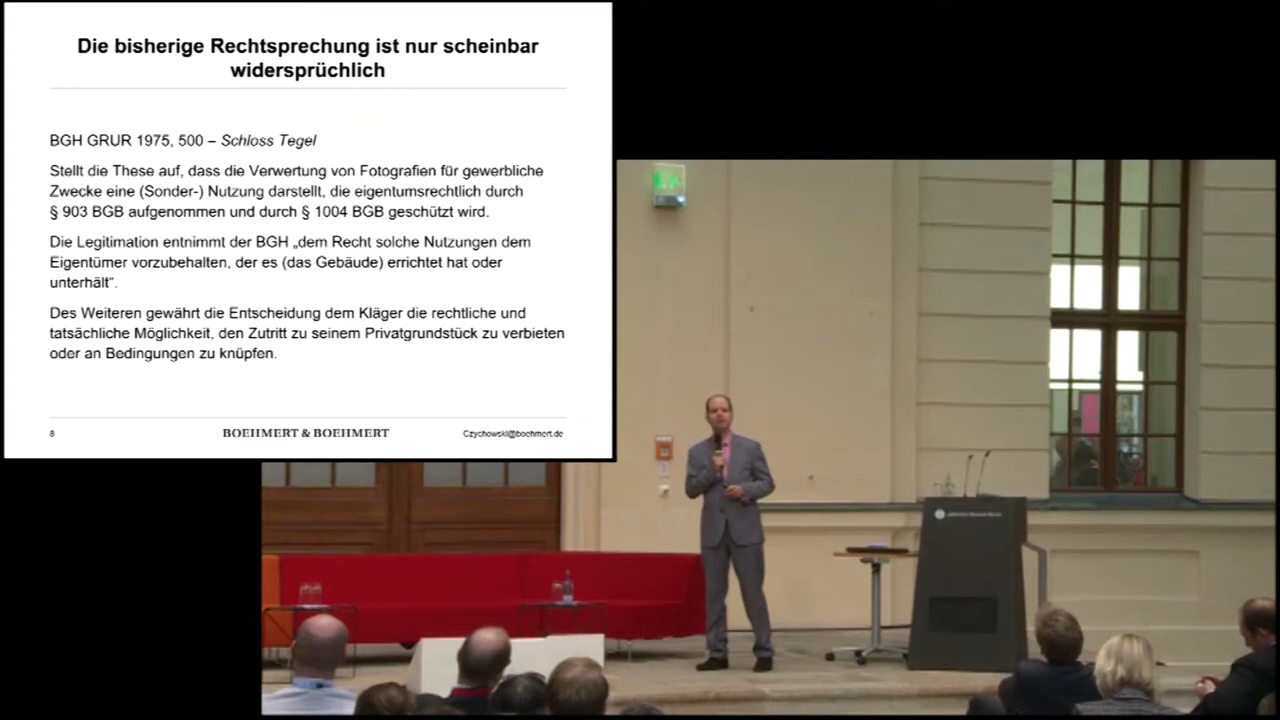 Die bisherige Rechtsprechung ist nur scheinbar
widersprüchlich
BGH GRUR 1975, 500 – Schloss Tegel
Stellt die These auf, dass die Verwertung von Fotografien für gewerbliche
Zwecke eine (Sonder-) Nutzung darstellt, die eigentumsrechtlich durch
§ 903 BGB aufgenommen und durch § 1004 BGB geschützt wird.
Die Legitimation entnimmt der BGH „dem Recht solche Nutzungen dem
Eigentümer vorzubehalten, der es (das Gebäude) errichtet hat oder
unterhält“.
Des Weiteren gewährt die Entscheidung dem Kläger die rechtliche und
tatsächliche Möglichkeit, den Zutritt zu seinem Privatgrundstück zu verbieten
oder an Bedingungen zu knüpfen.
8
BOEHMERT & BOEHMERT
Czychowski@boehmert.de